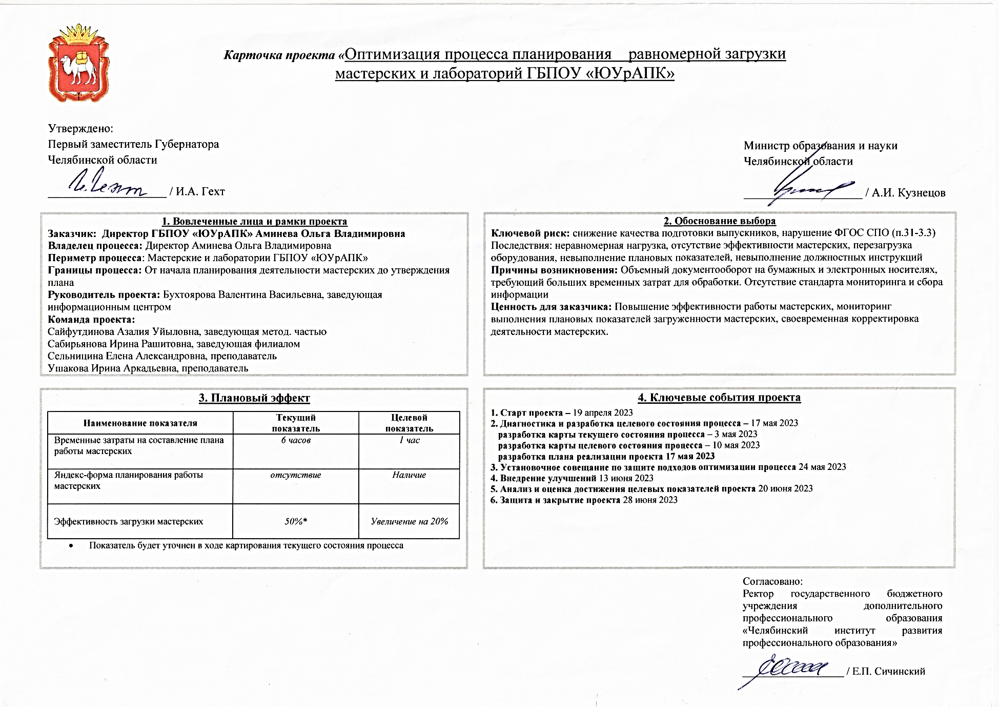 Карточка проекта «Оптимизация процесса планирования равномерной загрузки
мастерских и лабораторий ГБПОУ «ЮУрАПК»
Утверждено:
Первый заместитель Губернатора
Челябинской области
/ И.А. Гехт
Министр образования и науки
Челябинской области
/ А.И. Кузнецов
1. Вовлеченные лица и рамки проекта
Заказчик: Директор ГБПОУ «ЮУрАПК» Аминева Ольга Владимировна
Владелец процесса: Директор Аминева Ольга Владимировна
Периметр процесса: Мастерские и лаборатории ГБПОУ «ЮУрАПК»
Границы процесса: От начала планирования деятельности мастерских до утверждения
плана
Руководитель проекта: Бухтоярова Валентина Васильевна, заведующая
информационным центром
Команда проекта:
Сайфутдинова Азалия Уйыловна, заведующая метод. частью
Сабирьянова Ирина Рашитовна, заведующая филиалом
Сельницина Елена Александровна, преподаватель
Ушакова Ирина Аркадьевна, преподаватель
2. Обоснование выбора
Ключевой риск: снижение качества подготовки выпускников, нарушение ФГОС СПО (п.31-3.3)
Последствия: неравномерная нагрузка, отсутствие эффективности мастерских, перезагрузка
оборудования, невыполнение плановых показателей, невыполнение должностных инструкций
Причины возникновения: Объемный документооборот на бумажных и электронных носителях,
требующий больших временных затрат для обработки. Отсутствие стандарта мониторинга и сбора
информации
Ценность для заказчика: Повышение эффективности работы мастерских, мониторинг
выполнения плановых показателей загруженности мастерских, своевременная корректировка
деятельности мастерских.
3. Плановый эффект
Наименование показателя
Текущий
показатель
Целевой
показатель
Временные затраты на составление плана
работы мастерских
6 часов
1 час
Яндекс-форма планирования работы
мастерских
отсутствие
Наличие
Эффективность загрузки мастерских
50%*
Увеличение на 20%
• Показатель будет уточнен в ходе картирования текущего состояния процесса
4. Ключевые события проекта
1. Старт проекта – 19 апреля 2023
2. Диагностика и разработка целевого состояния процесса – 17 мая 2023
разработка карты текущего состояния процесса – 3 мая 2023
разработка карты целевого состояния процесса – 10 мая 2023
разработка плана реализации проекта 17 мая 2023
3. Установочное совещание по защите подходов оптимизации процесса 24 мая 2023
4. Внедрение улучшений 13 июня 2023
5. Анализ и оценка достижения целевых показателей проекта 20 июня 2023
6. Защита и закрытие проекта 28 июня 2023
Согласовано:
Ректор государственного бюджетного
учреждения дополнительного
профессионального образования
«Челябинский институт развития
профессионального образования»
/ Е.П. Сичинский